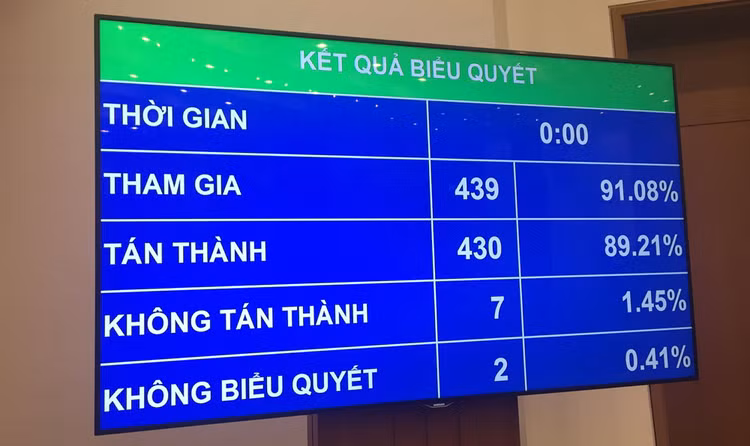 KẾT QUẢ BIỂU QUYẾT
THỜI GIAN 0:00
THAM GIA 439 91.08%
TÁN THÀNH 430 89.21%
KHÔNG TÁN THÀNH 7 1.45%
KHÔNG BIỂU QUYẾT 2 0.41%